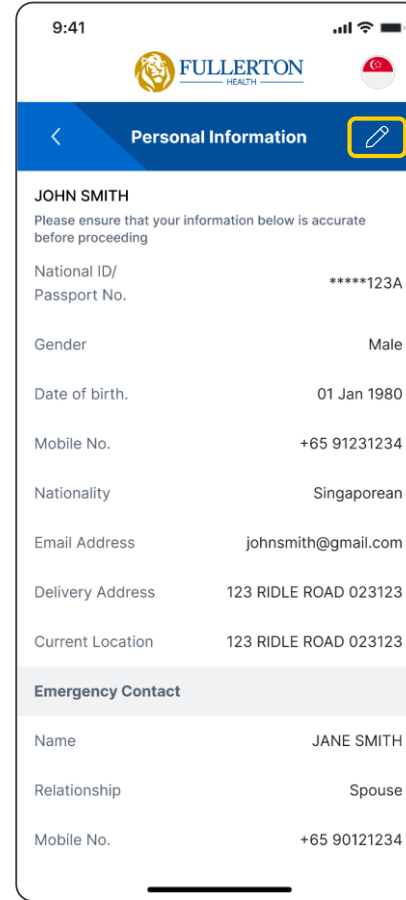 9:41
FULLERTON
HEALTH
Personal Information
JOHN SMITH
Please ensure that your information below is accurate
before proceeding
National ID/
Passport No.
*****123A
Gender Male
Date of birth. 01 Jan 1980
Mobile No. +65 91231234
Nationality Singaporean
Email Address johnsmith@gmail.com
Delivery Address 123 RIDLE ROAD 023123
Current Location 123 RIDLE ROAD 023123
Emergency Contact
Name JANE SMITH
Relationship Spouse
Mobile No. +65 90121234